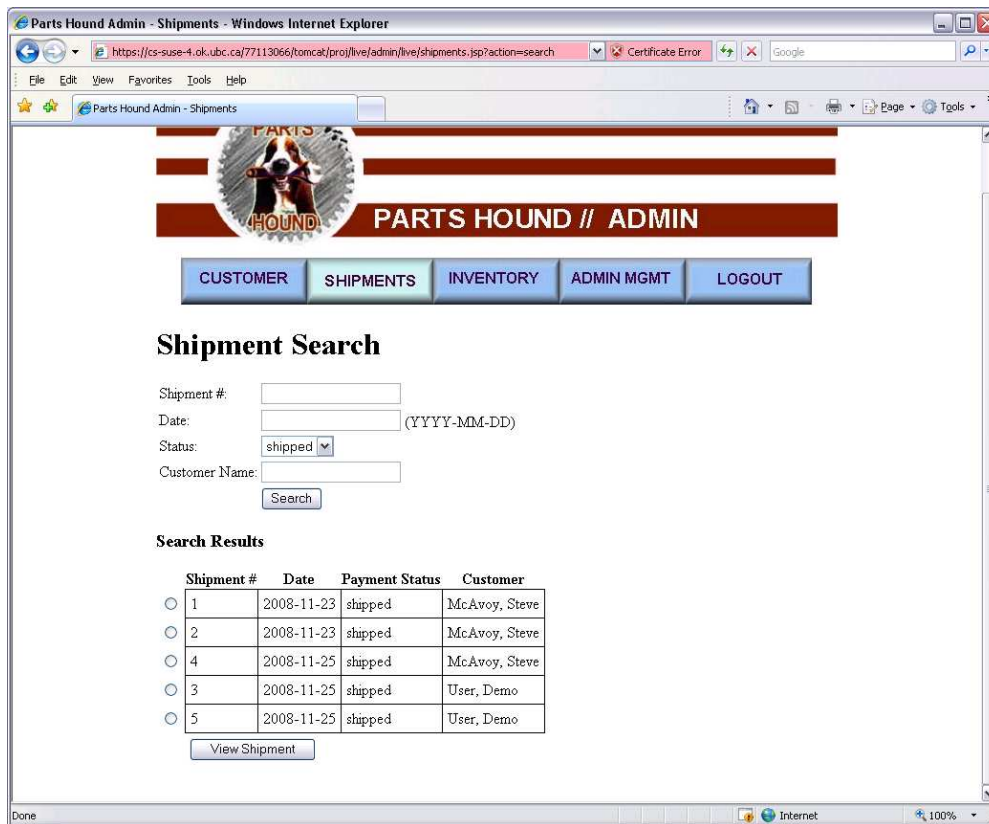 Parts Hound Admin - Shipments - Windows Internet Explorer
https://cs-suse-4.ok.ubc.ca/77113066/tomcat/proj/live/admin/live/shipments.jsp?action=search
Certificate Error
Google
File Edit View Favorites Tools Help
Parts Hound Admin - Shipments
Page
Tools
PARTS
HOUND
PARTS HOUND // ADMIN
CUSTOMER SHIPMENTS INVENTORY ADMIN MGMT LOGOUT
Shipment Search
Shipment #:
Date: (YYYY-MM-DD)
Status: shipped
Customer Name:
Search
Search Results
Shipment # Date Payment Status Customer
1 2008-11-23 shipped McAvoy, Steve
2 2008-11-23 shipped McAvoy, Steve
4 2008-11-25 shipped McAvoy, Steve
3 2008-11-25 shipped User, Demo
5 2008-11-25 shipped User, Demo
View Shipment
Done Internet 100%